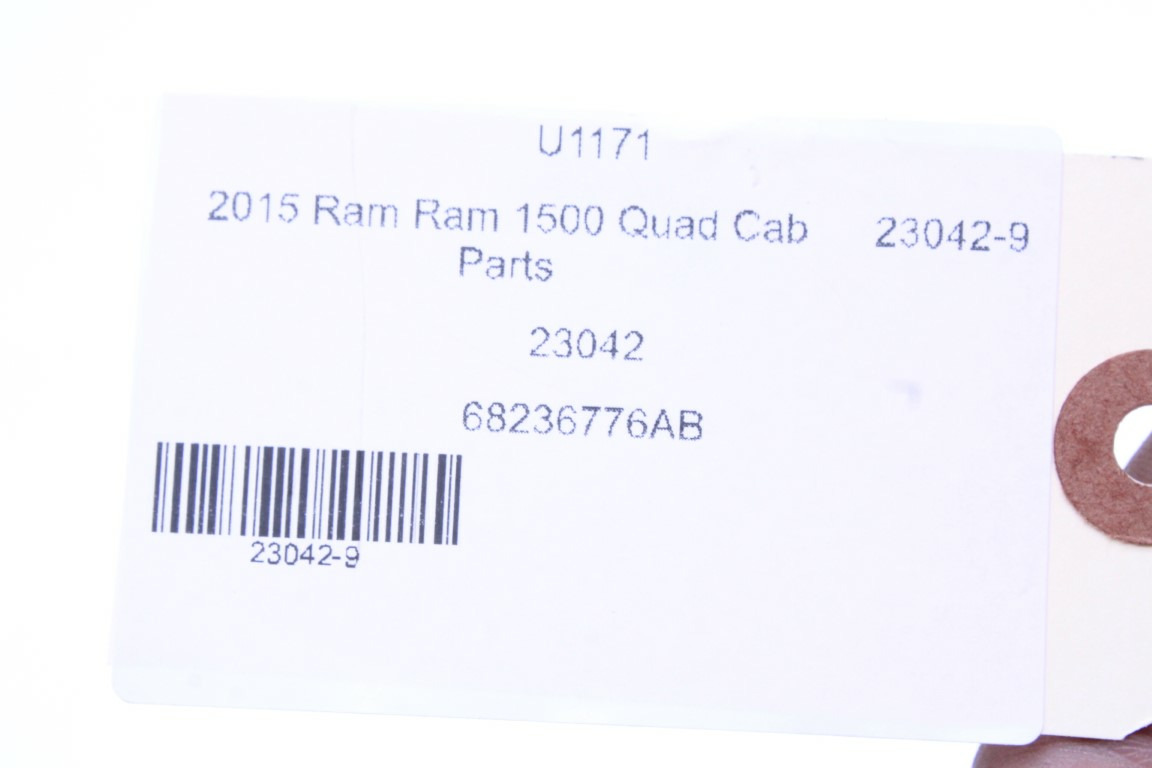 U1171
2015 Ram Ram 1500 Quad Cab 23042-9
Parts
23042
68236776AB
23042-9